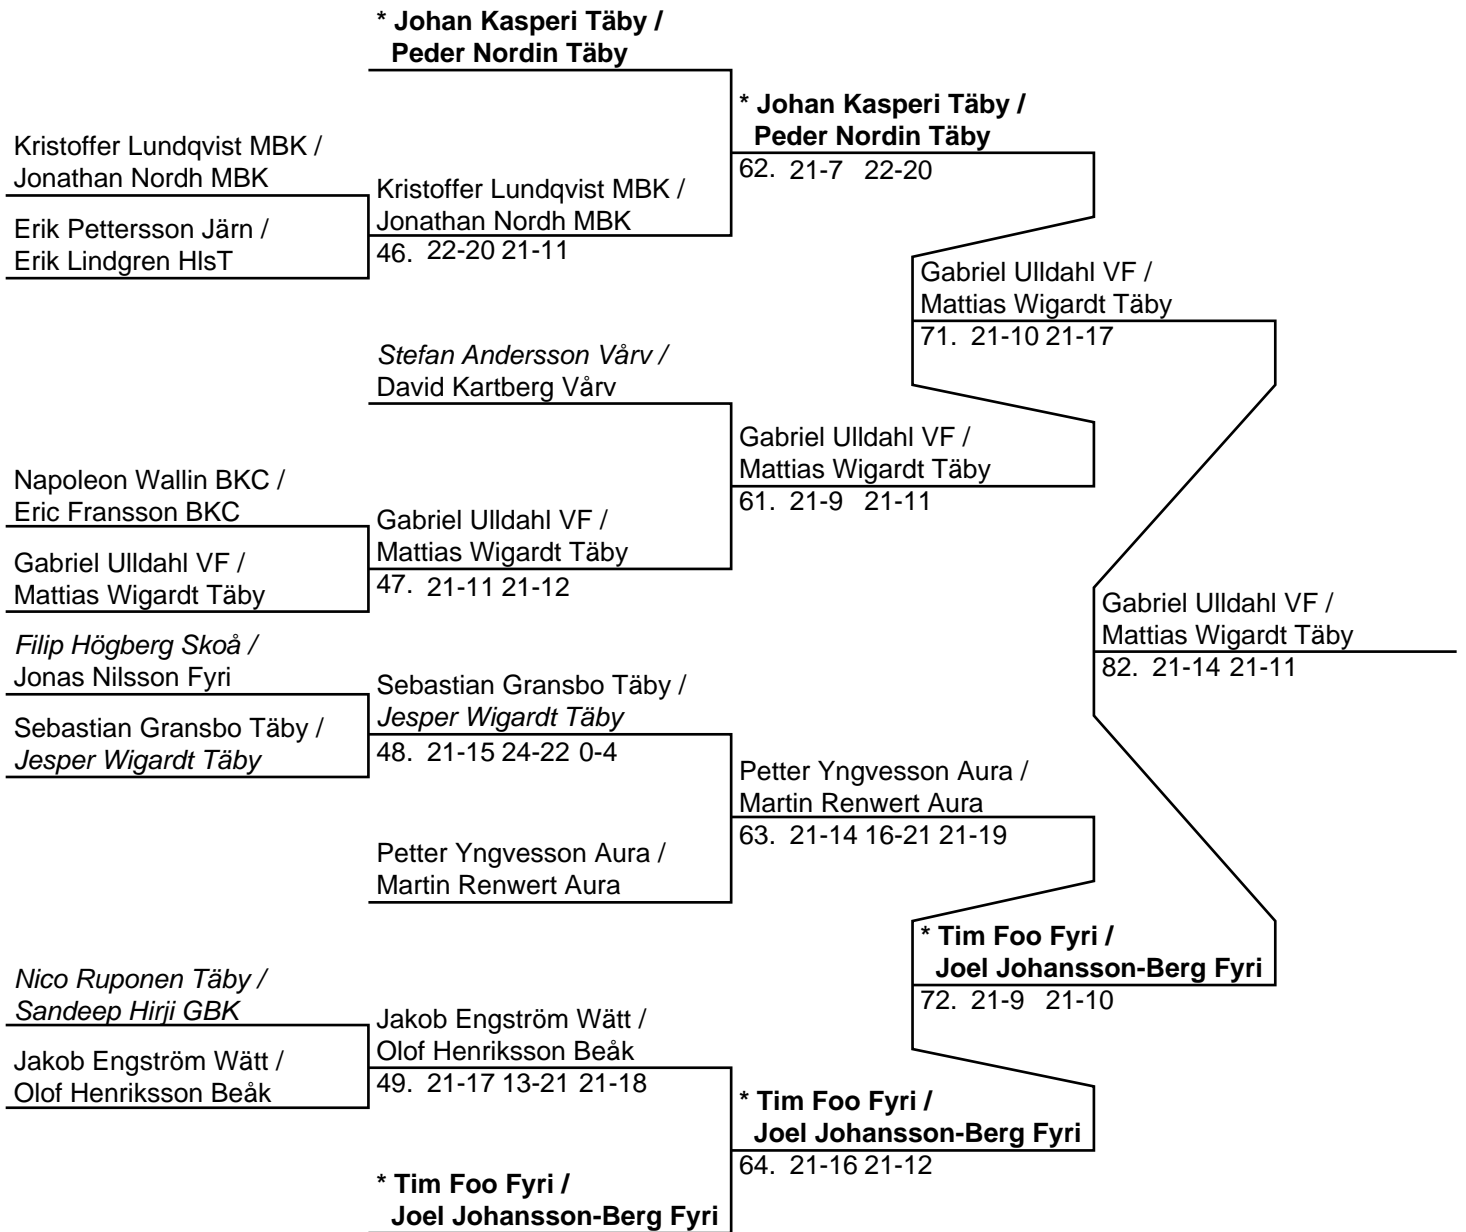 * Johan Kasperi Täby /
Peder Nordin Täby
* Johan Kasperi Täby /
Peder Nordin Täby
62. 21-7 22-20
Kristoffer Lundqvist MBK /
Jonathan Nordh MBK
Kristoffer Lundqvist MBK /
Jonathan Nordh MBK
46. 22-20 21-11
Erik Pettersson Järn /
Erik Lindgren HIsT
Gabriel Ulldahl VF /
Mattias Wigardt Täby
71. 21-10 21-17
Stefan Andersson Vårv /
David Kartberg Vårv
Gabriel Ulldahl VF /
Mattias Wigardt Täby
61. 21-9 21-11
Napoleon Wallin BKC /
Eric Fransson BKC
Gabriel Ulldahl VF /
Mattias Wigardt Täby
47. 21-11 21-12
Gabriel Ulldahl VF /
Mattias Wigardt Täby
Gabriel Ulldahl VF /
Mattias Wigardt Täby
82. 21-14 21-11
Filip Högberg Skoå /
Jonas Nilsson Fyri
Sebastian Gransbo Täby /
Jesper Wigardt Täby
48. 21-15 24-22 0-4
Sebastian Gransbo Täby /
Jesper Wigardt Täby
Petter Yngvesson Aura /
Martin Renwert Aura
63. 21-14 16-21 21-19
Petter Yngvesson Aura /
Martin Renwert Aura
* Tim Foo Fyri /
Joel Johansson-Berg Fyri
72. 21-9 21-10
Nico Ruponen Täby /
Sandeep Hirji GBK
Jakob Engström Wätt /
Olof Henriksson Beåk
49. 21-17 13-21 21-18
Jakob Engström Wätt /
Olof Henriksson Beåk
* Tim Foo Fyri /
Joel Johansson-Berg Fyri
64. 21-16 21-12
* Tim Foo Fyri /
Joel Johansson-Berg Fyri